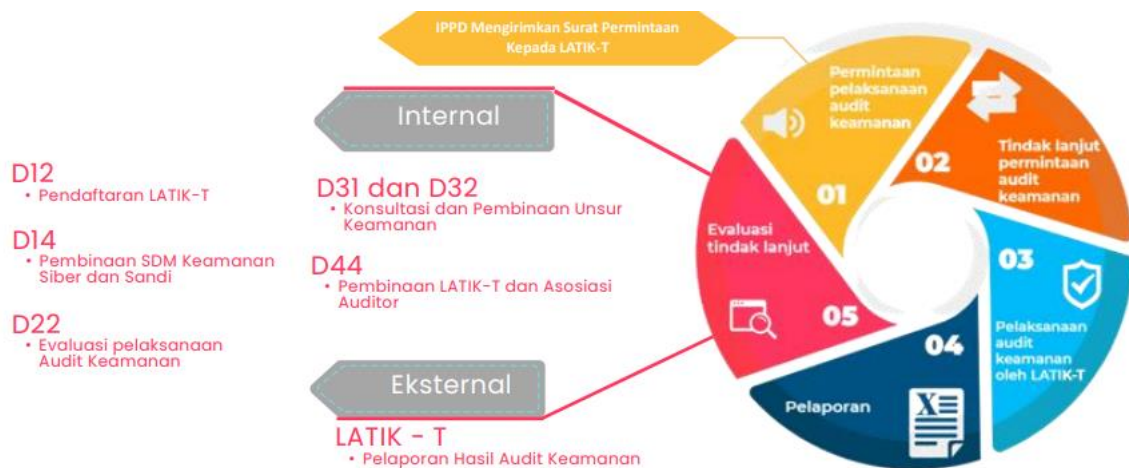 IPPD Mengirimkan Surat Permintaan
Kepada LATIK-T
Internal
D12
• Pendaftaran LATIK-T
D14
• Pembinaan SDM Keamanan
Siber dan Sandi
D22
• Evaluasi pelaksanaan
Audit Keamanan
D31 dan D32
• Konsultasi dan Pembinaan Unsur
Keamanan
D44
• Pembinaan LATIK-T dan Asosiasi
Auditor
Eksternal
LATIK - T
• Pelaporan Hasil Audit Keamanan
Permintaan
pelaksanaan
audit
keamanan
01
02
Tindak lanjut
permintaan
audit
keamanan
03
Pelaksanaan
audit
keamanan
oleh LATIK-T
04
Pelaporan
X
Evaluasi
tindak lanjut
05